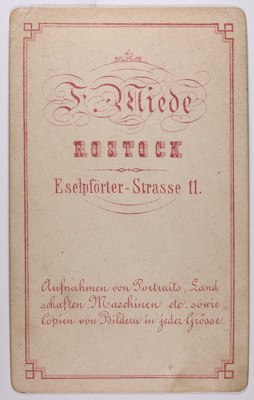 F. Miede
ROSTOCK
Eselpförter-Strasse 11.
Aufnahmen von Portraits, Land
schaften, Maschinen etc. sowie
Copien von Bildern in jeder Grösse